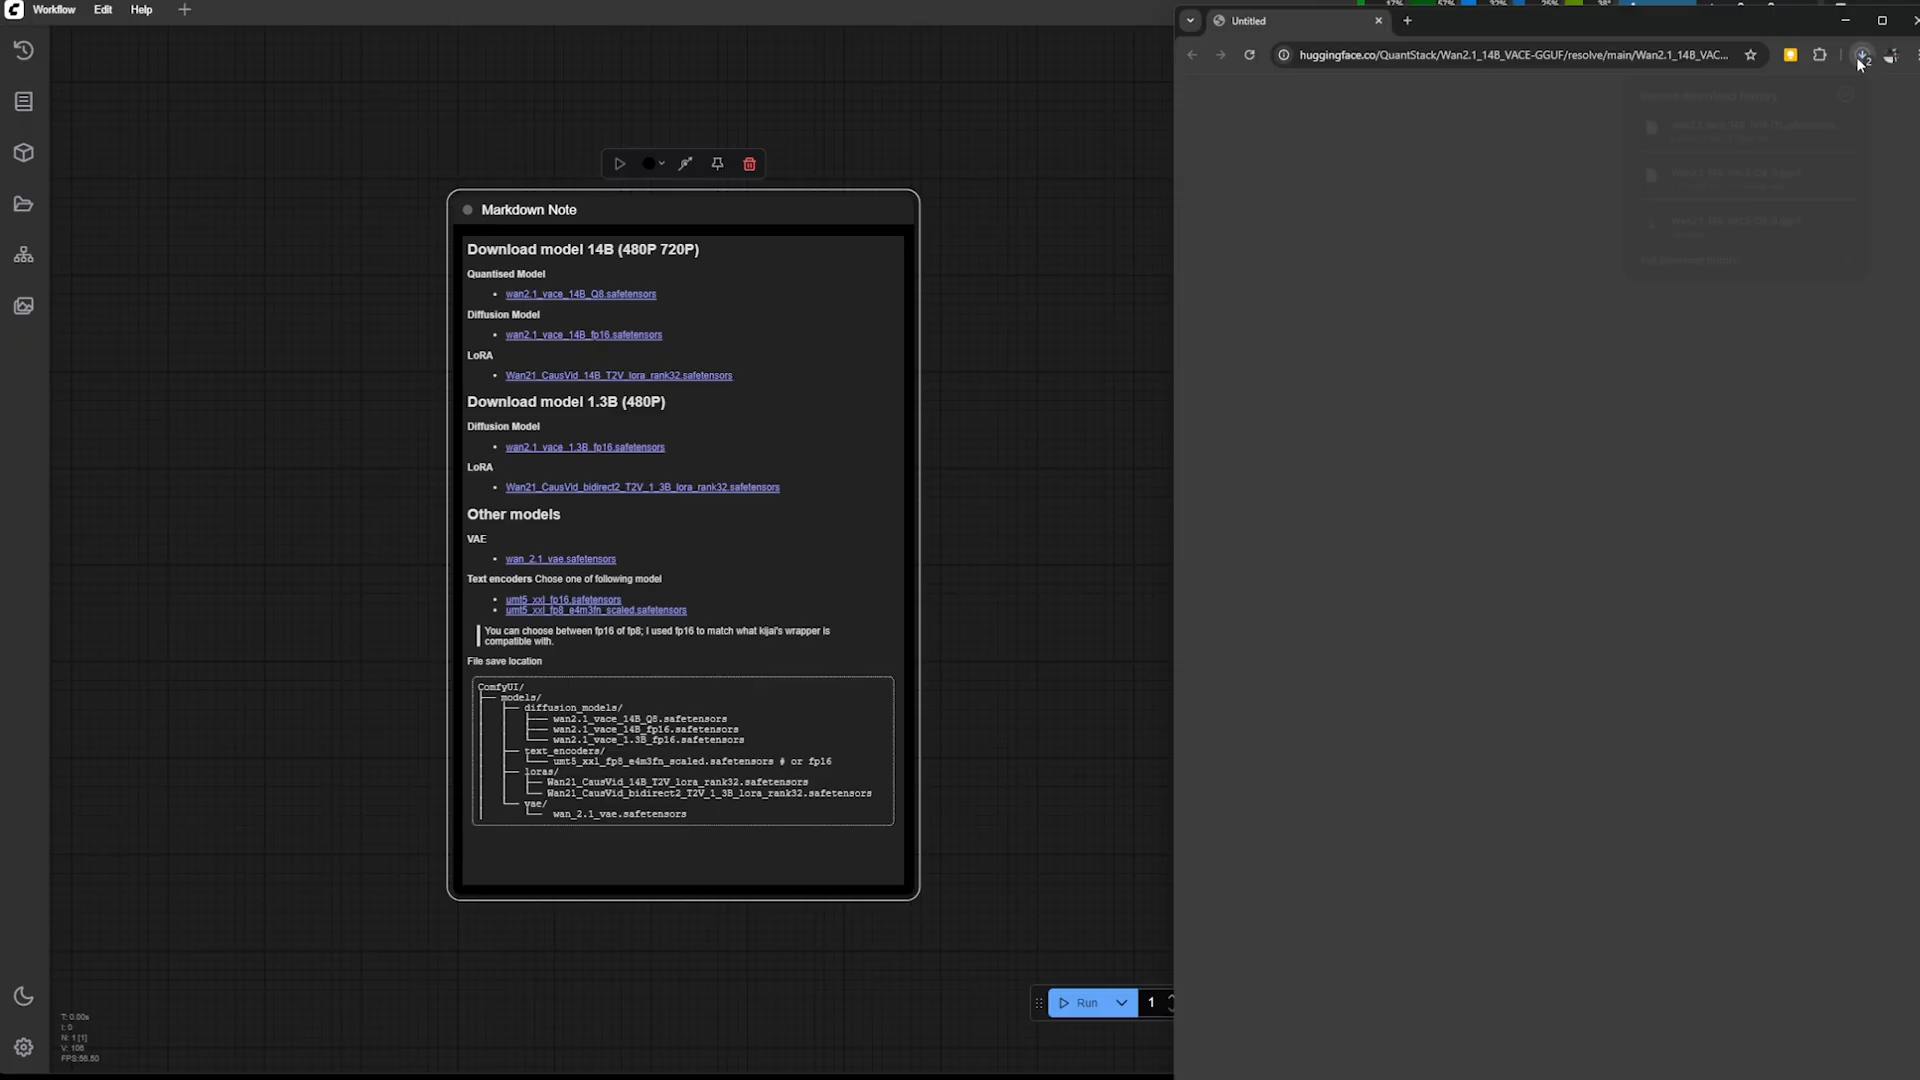 Workflow Edit Help
Untitled
huggingface.co/QuantStack/Wan2.1_14B_VACE-GGUF/resolve/main/Wan2.1_14B_VAC...
Markdown Note
Download model 14B (480P 720P)
Quantised Model
• wan2.1_vace_14B_Q8.safetensors
Diffusion Model
• wan2.1_vace_14B_fp16.safetensors
LoRA
• Wan21_CausVid_14B_T2V_lora_rank32.safetensors
Download model 1.3B (480P)
Diffusion Model
• wan2.1_vace_1.3B_fp16.safetensors
LoRA
• Wan21_CausVid_bidirect2_T2V_1_3B_lora_rank32.safetensors
Other models
VAE
• wan_2.1_vae.safetensors
Text encoders Chose one of following model
• umt5_xxl_fp16.safetensors
• umt5_xxl_fp8_e4m3fn_scaled.safetensors
You can choose between fp16 of fp8; I used fp16 to match what kijai's wrapper is
compatible with.
File save location
ComfyUI/
├── models/
│ ├── diffusion_models/
│ │ ├── wan2.1_vace_14B_Q8.safetensors
│ │ ├── wan2.1_vace_14B_fp16.safetensors
│ │ └── wan2.1_vace_1.3B_fp16.safetensors
│ ├── text_encoders/
│ │ └── umt5_xxl_fp8_e4m3fn_scaled.safetensors # or fp16
│ ├── loras/
│ │ ├── Wan21_CausVid_14B_T2V_lora_rank32.safetensors
│ │ └── Wan21_CausVid_bidirect2_T2V_1_3B_lora_rank32.safetensors
│ └── vae/
│ └── wan_2.1_vae.safetensors
Run 1
T: 0.00s
I: 0
N: 1 [1]
V: 106